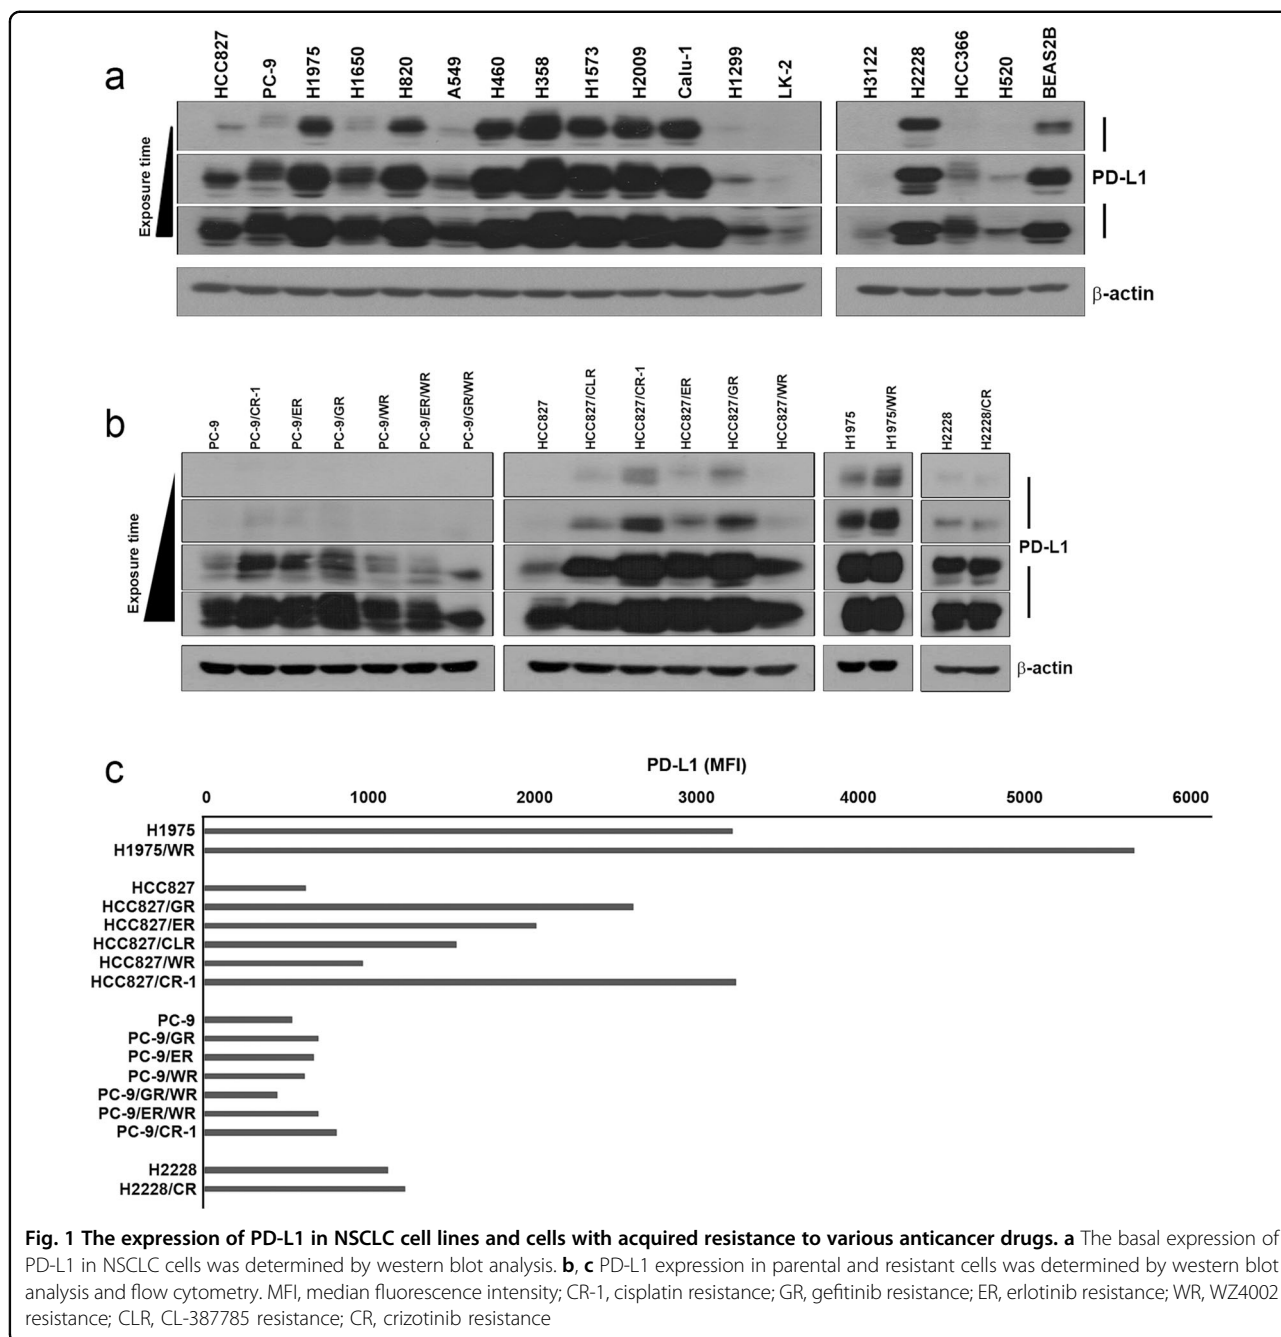 a
HCC827
PC-9
H1975
H1650
H820
A549
H460
H358
H1573
H2009
Calu-1
H1299
LK-2
H3122
H2228
HCC366
H520
BEAS2B
Exposure time
PD-L1
β-actin
b
PC-9
PC-9/CR-1
PC-9/ER
PC-9/GR
PC-9/WR
PC-9/ER/WR
PC-9/GR/WR
HCC827
HCC827/CLR
HCC827/CR-1
HCC827/ER
HCC827/GR
HCC827/WR
H1975
H1975/WR
H2228
H2228/CR
Exposure time
PD-L1
β-actin
c
PD-L1 (MFI)
0 1000 2000 3000 4000 5000 6000
H1975
H1975/WR
HCC827
HCC827/GR
HCC827/ER
HCC827/CLR
HCC827/WR
HCC827/CR-1
PC-9
PC-9/GR
PC-9/ER
PC-9/WR
PC-9/GR/WR
PC-9/ER/WR
PC-9/CR-1
H2228
H2228/CR
Fig. 1 The expression of PD-L1 in NSCLC cell lines and cells with acquired resistance to various anticancer drugs. a The basal expression of
PD-L1 in NSCLC cells was determined by western blot analysis. b, c PD-L1 expression in parental and resistant cells was determined by western blot
analysis and flow cytometry. MFI, median fluorescence intensity; CR-1, cisplatin resistance; GR, gefitinib resistance; ER, erlotinib resistance; WR, WZ4002
resistance; CLR, CL-387785 resistance; CR, crizotinib resistance